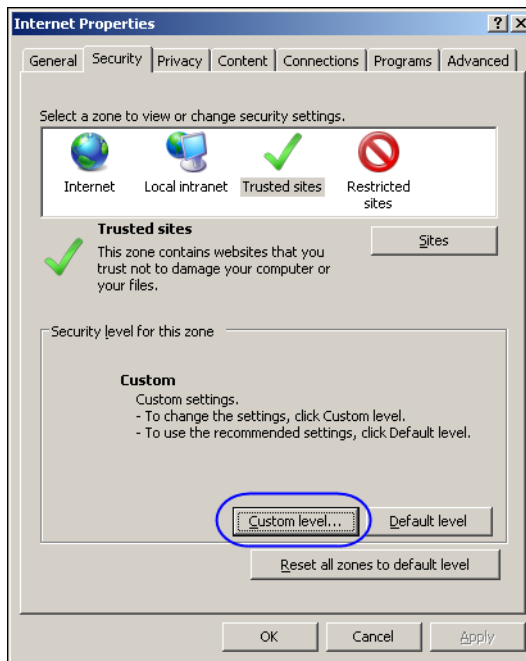 Internet Properties
General Security Privacy Content Connections Programs Advanced
Select a zone to view or change security settings.
Internet Local intranet Trusted sites Restricted
sites
Trusted sites
Sites
This zone contains websites that you
trust not to damage your computer or
your files.
Security level for this zone
Custom
Custom settings.
- To change the settings, click Custom level.
- To use the recommended settings, click Default level.
Custom level... Default level
Reset all zones to default level
OK Cancel Apply